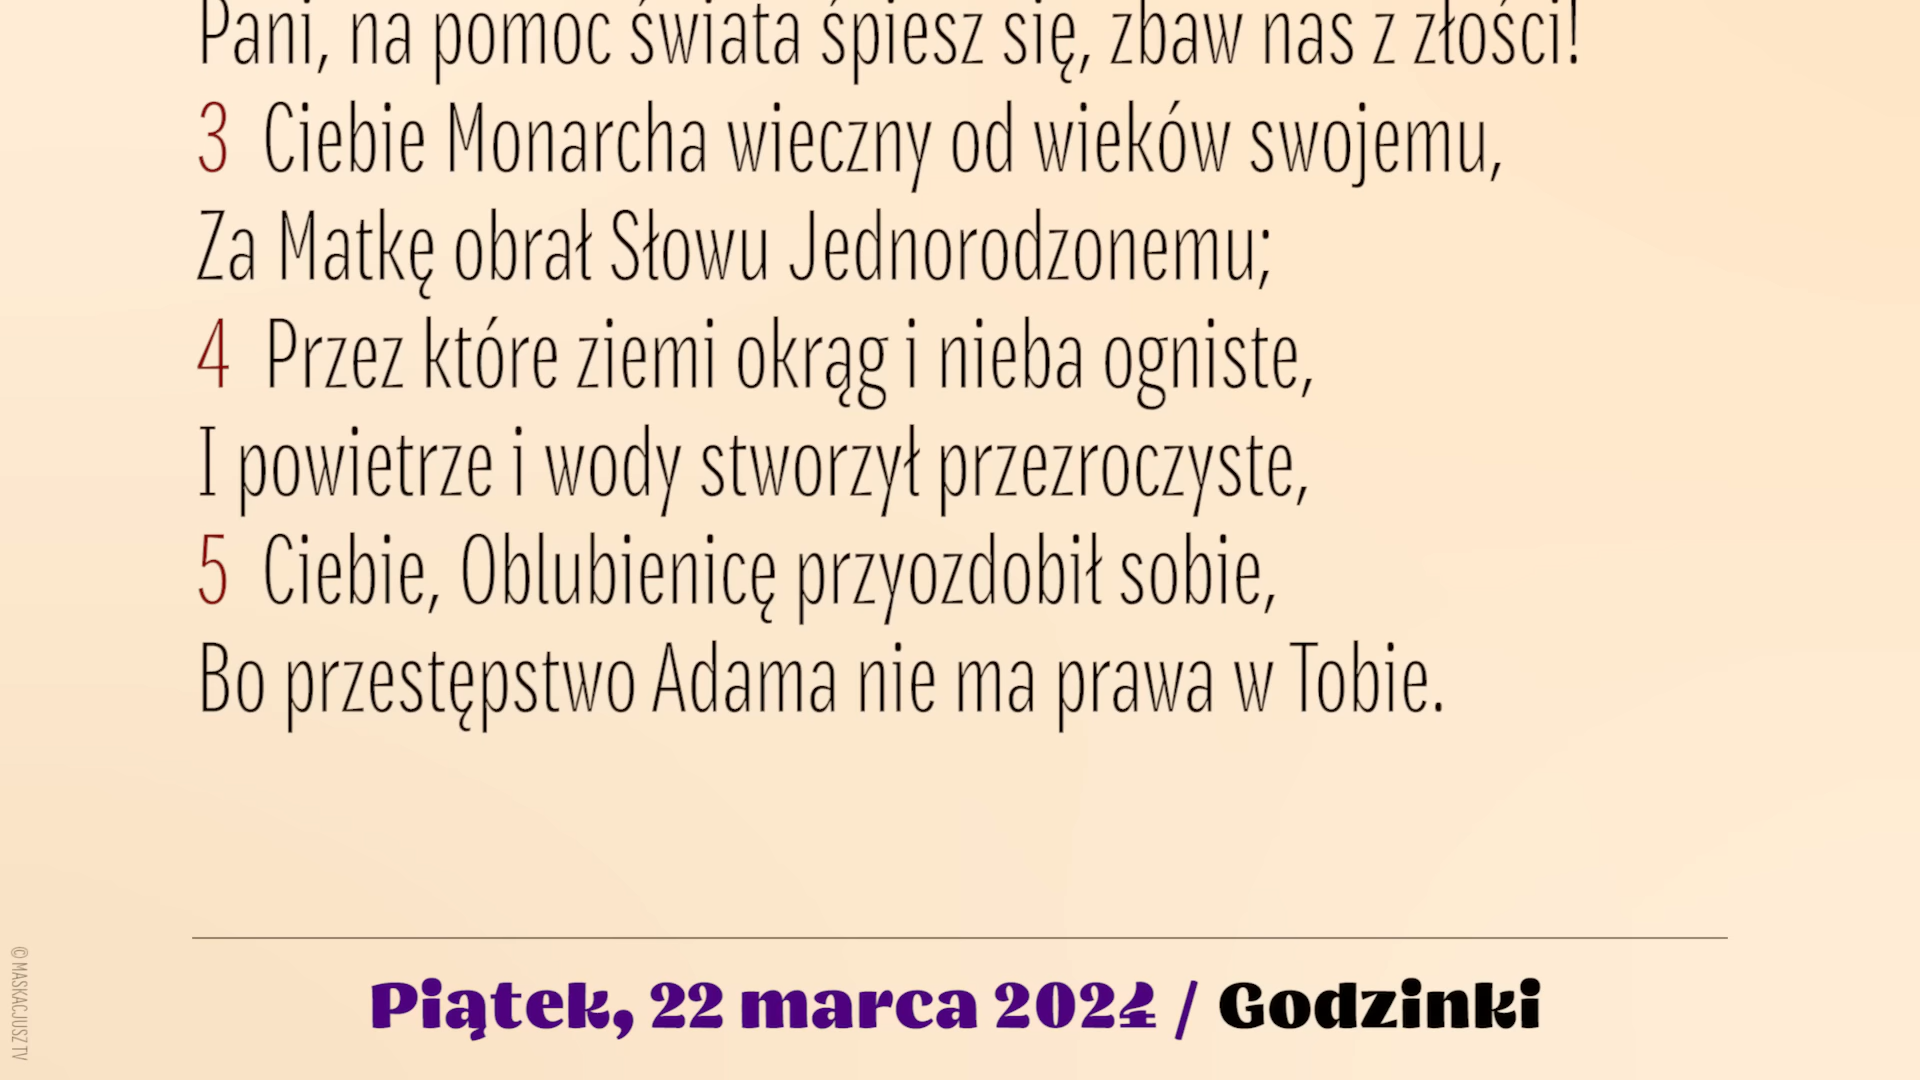 Pani, na pomoc świata śpiesz się, zbaw nas z złości!
3 Ciebie Monarcha wieczny od wieków swojemu,
Za Matkę obrał Słowu Jednorodzonemu;
4 Przez które ziemi okrąg i nieba ogniste,
I powietrze i wody stworzył przezroczyste,
5 Ciebie, Oblubienicę przyozdobił sobie,
Bo przestępstwo Adama nie ma prawa w Tobie.
Piątek, 22 marca 2024 / Godzinki
© MASKACJUSZ TV